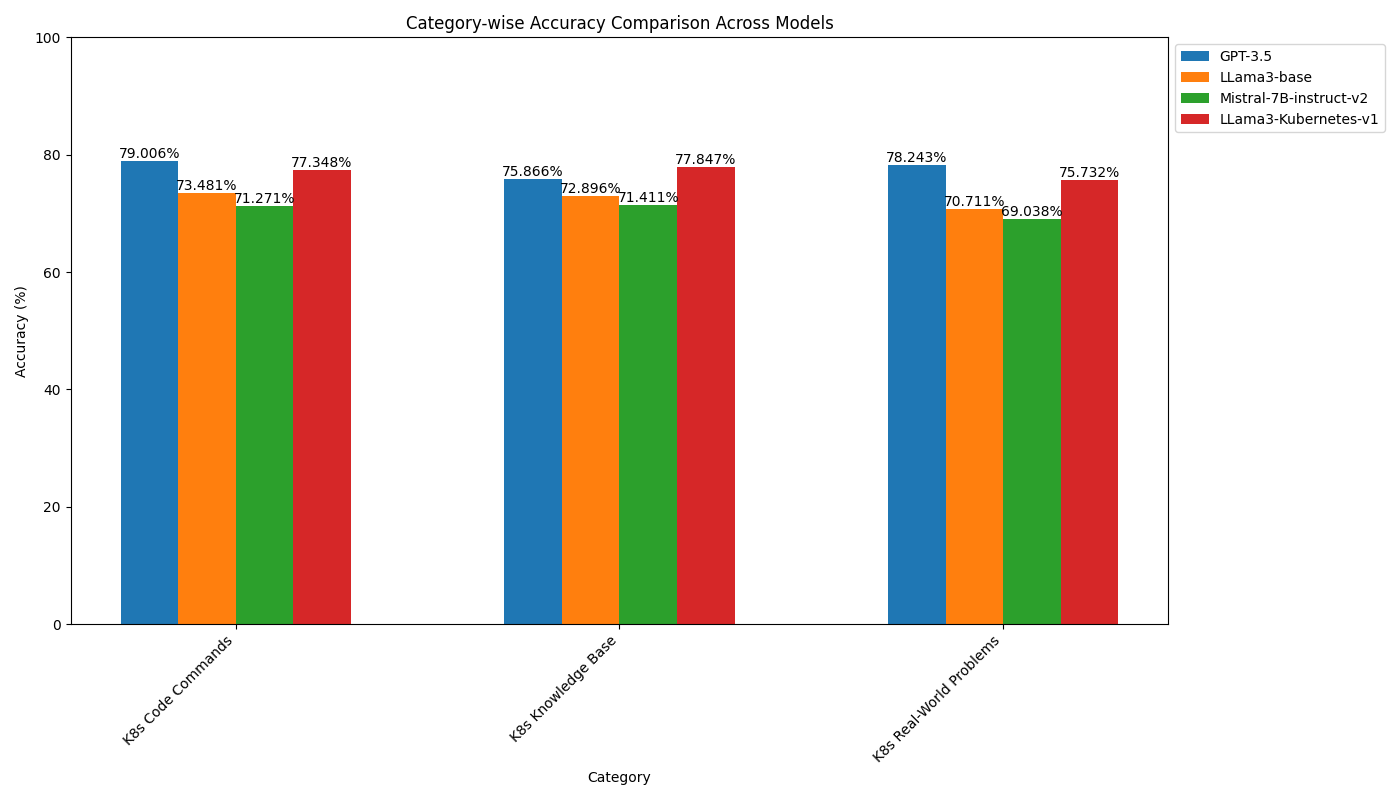 Category-wise Accuracy Comparison Across Models
GPT-3.5
LLama3-base
Mistral-7B-instruct-v2
LLama3-Kubernetes-v1
Accuracy (%)
100
80
60
40
20
0
79.006%
73.481%
71.271%
77.348%
75.866%
72.896%
71.411%
77.847%
78.243%
70.711%
69.038%
75.732%
K8s Code Commands
K8s Knowledge Base
K8s Real-World Problems
Category